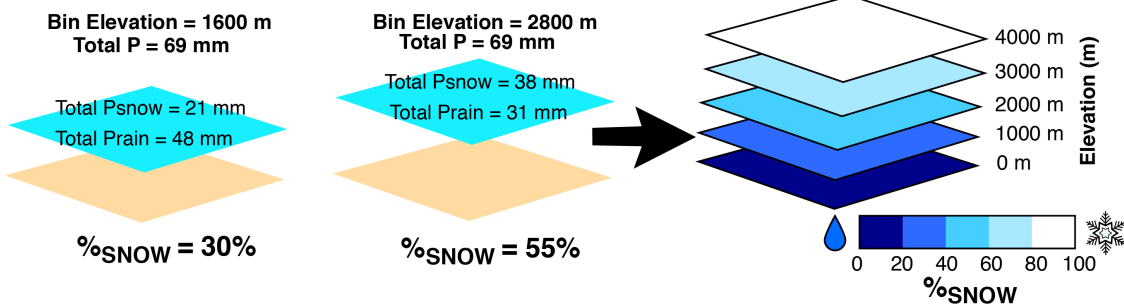 Bin Elevation = 1600 m
Total P = 69 mm
Total Psnow = 21 mm
Total Prain = 48 mm
%SNOW = 30%
Bin Elevation = 2800 m
Total P = 69 mm
Total Psnow = 38 mm
Total Prain = 31 mm
%SNOW = 55%
4000 m
3000 m
2000 m
1000 m
0 m
Elevation (m)
0 20 40 60 80 100
%SNOW